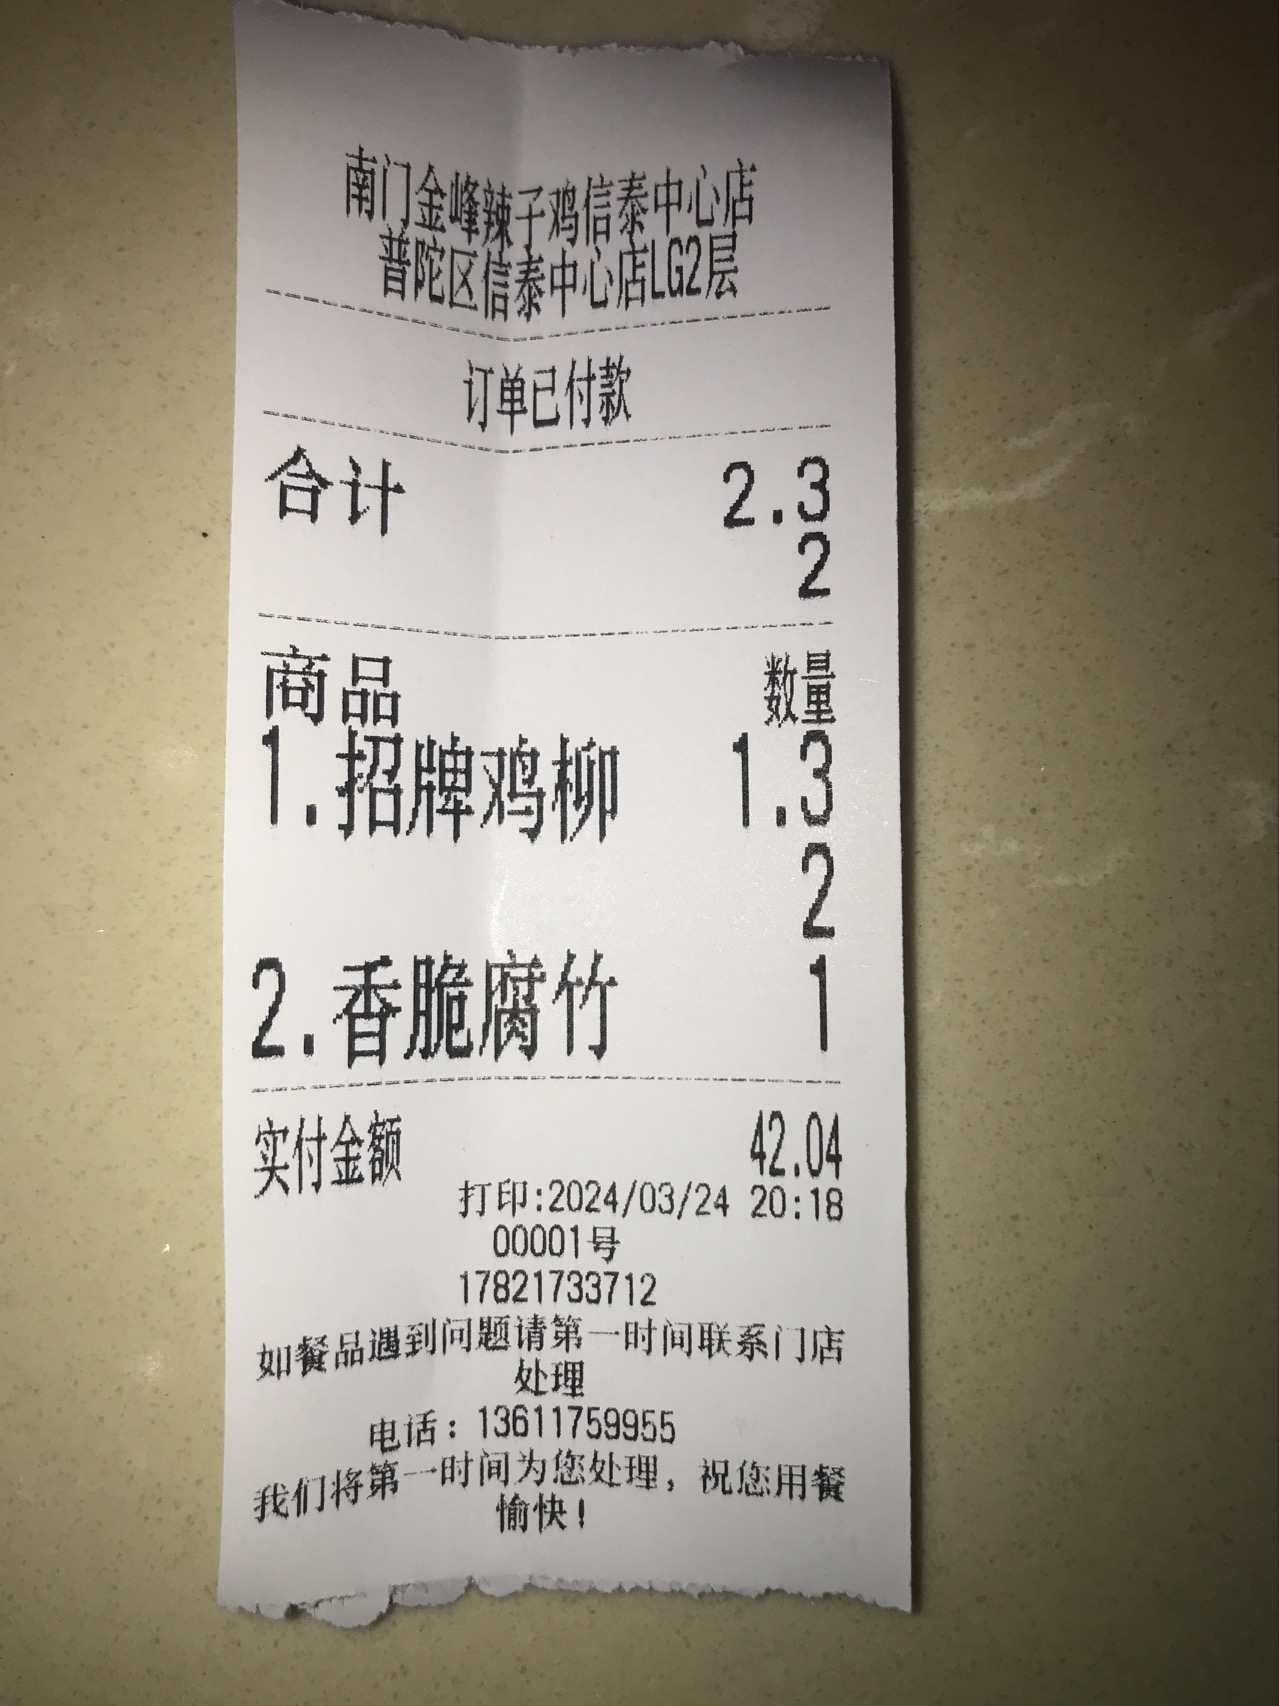 南门金峰辣子鸡信泰中心店
普陀区信泰中心店LG2层
订单已付款
合计 2.3
2
商品 数量
1.招牌鸡柳 1.3
2
2.香脆腐竹 1
实付金额 42.04
打印:2024/03/24 20:18
00001号
17821733712
如餐品遇到问题请第一时间联系门店
处理
电话：13611759955
我们将第一时间为您处理，祝您用餐
愉快！